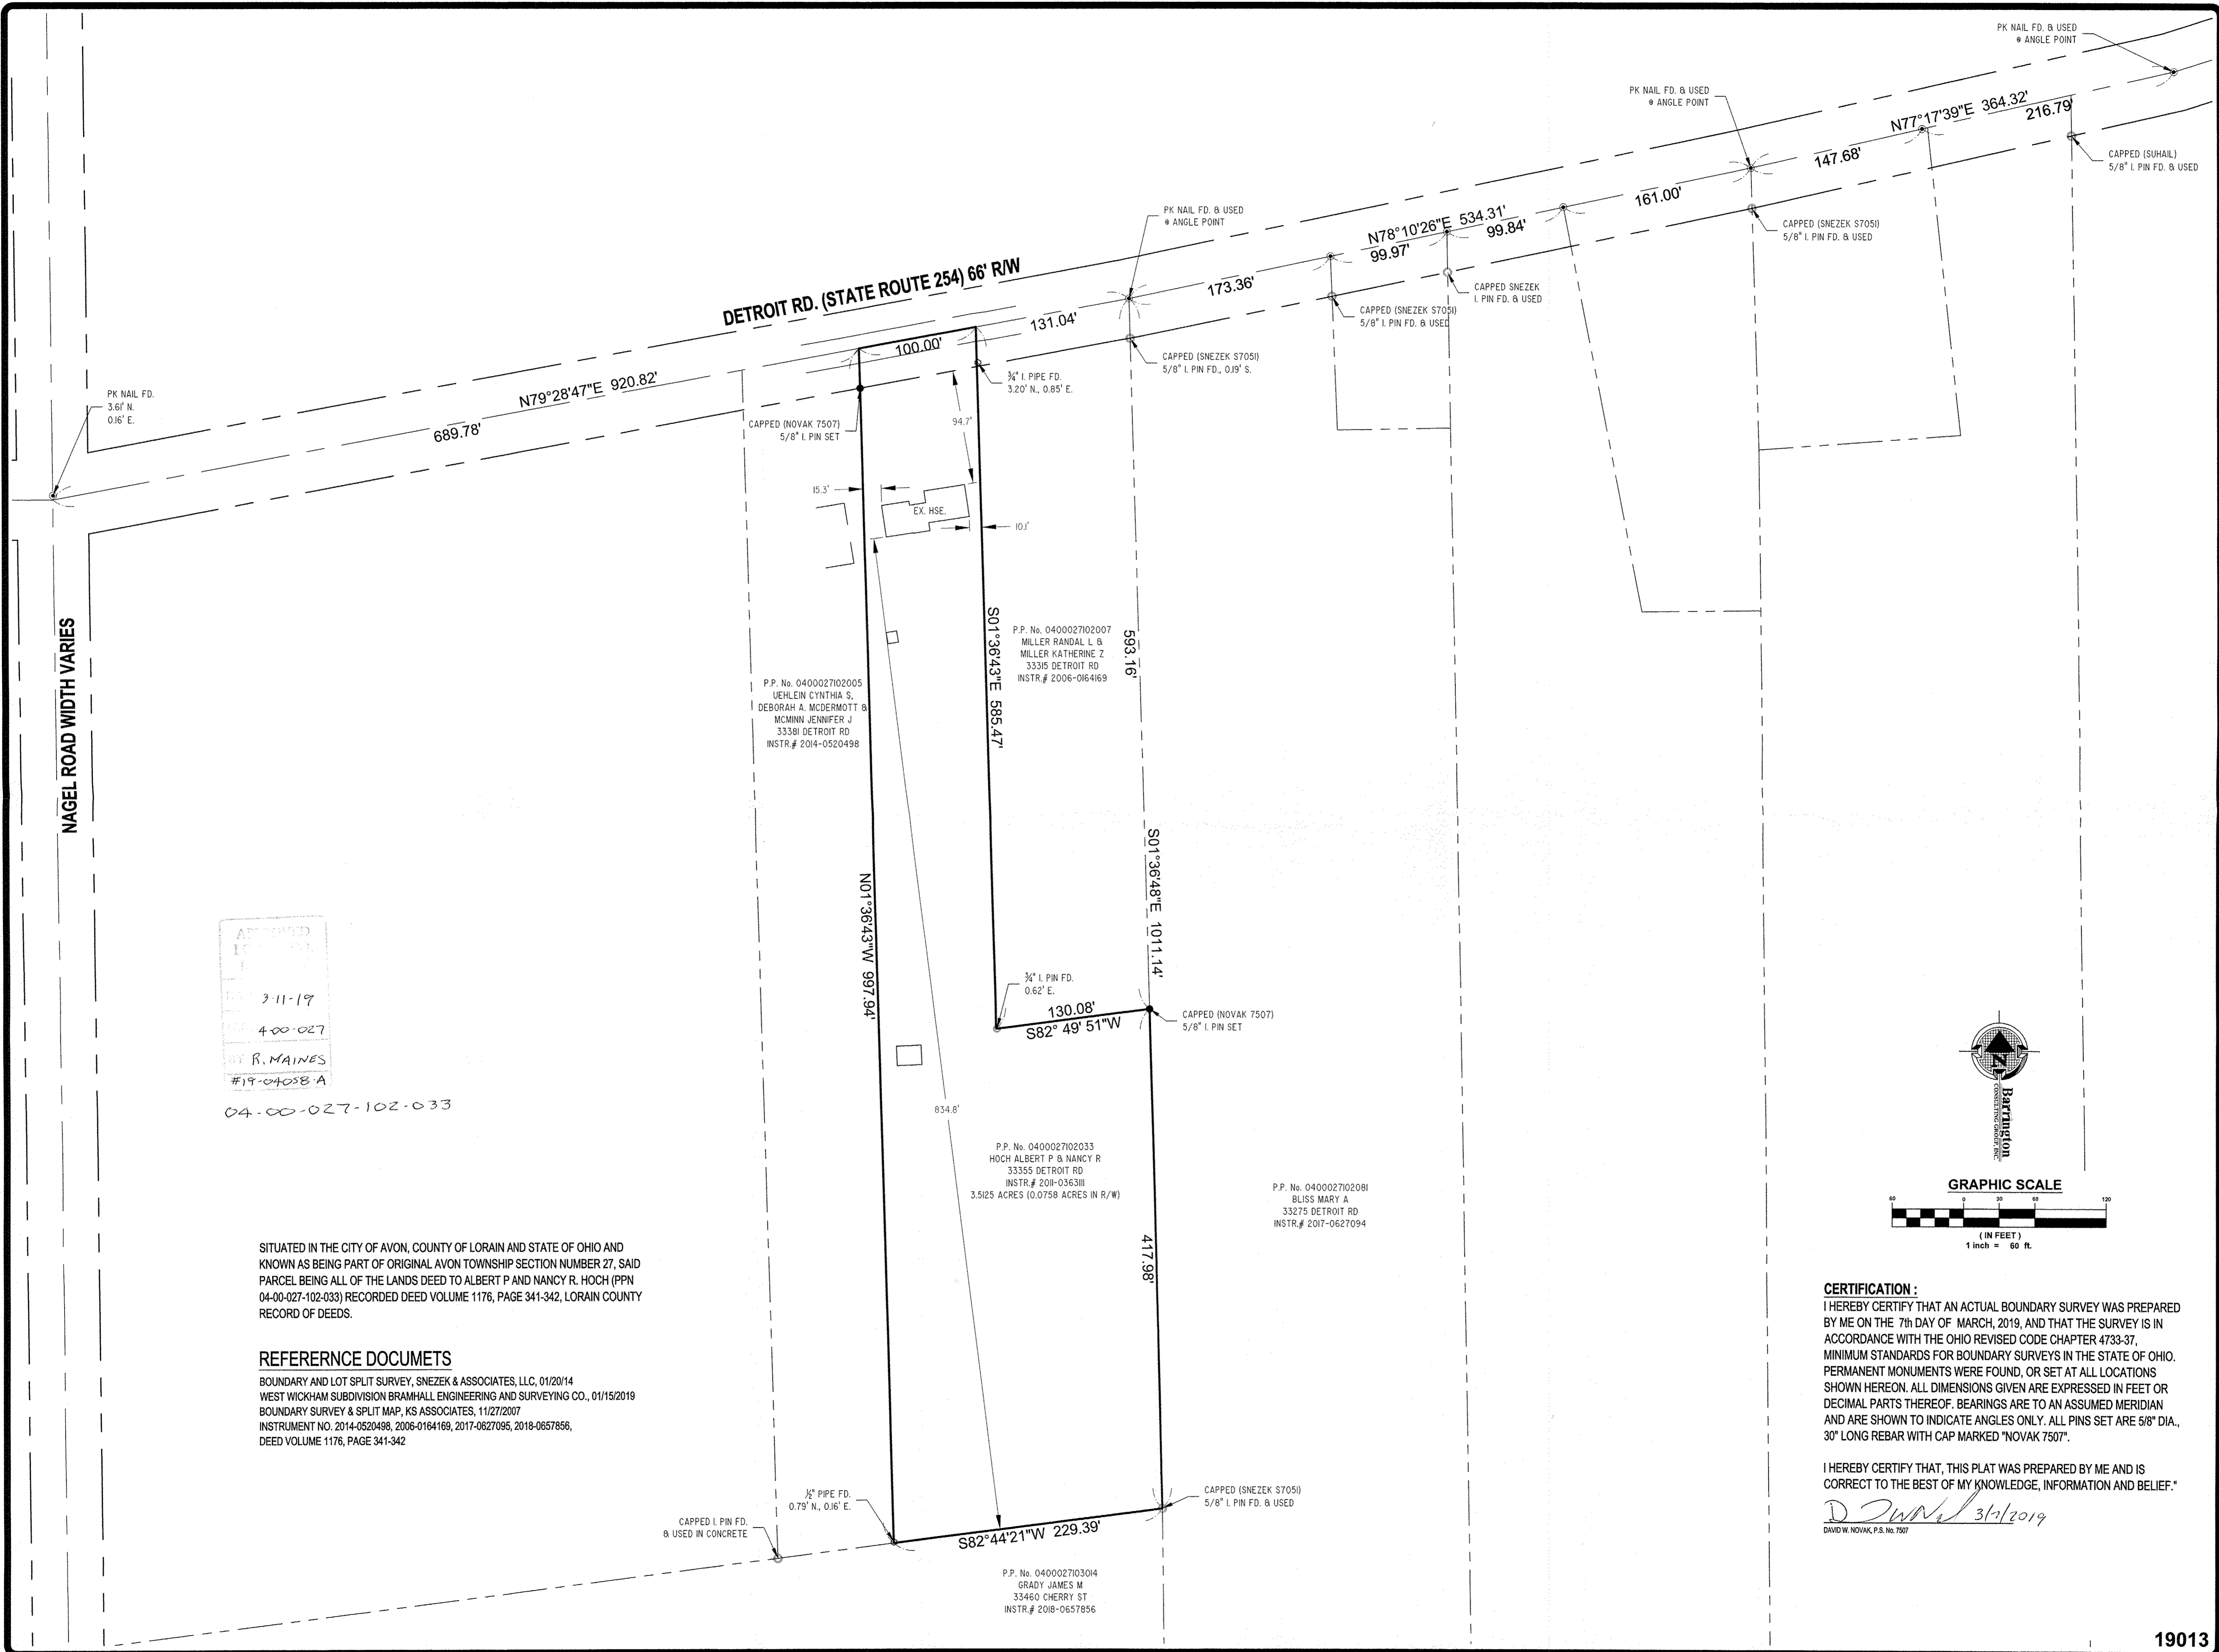 PK NAIL FD. & USED
@ ANGLE POINT
PK NAIL FD. & USED
@ ANGLE POINT
N77°17'39"E 364.32'
216.79'
147.68'
CAPPED (SUHAIL)
5/8" I. PIN FD. & USED
161.00'
CAPPED (SNEZEK S7051)
5/8" I. PIN FD. & USED
PK NAIL FD. & USED
@ ANGLE POINT
N78°10'26"E 534.31'
99.84'
99.97'
173.36'
CAPPED SNEZEK
I. PIN FD. & USED
CAPPED (SNEZEK S7051)
5/8" I. PIN FD. & USED
DETROIT RD. (STATE ROUTE 254) 66' R/W
131.04'
100.00'
CAPPED (SNEZEK S7051)
5/8" I. PIN FD., 0.19' S.
¾" I. PIPE FD.
3.20' N., 0.85' E.
PK NAIL FD.
3.61' N.
0.16' E.
N79°28'47"E 920.82'
689.78'
CAPPED (NOVAK 7507)
5/8" I. PIN SET
94.7'
15.3'
EX. HSE.
10.1'
NAGEL ROAD WIDTH VARIES
P.P. No. 0400027102005
UEHLEIN CYNTHIA S,
DEBORAH A. MCDERMOTT &
MCMINN JENNIFER J
33381 DETROIT RD
INSTR.# 2014-0520498
S01°36'43"E 585.47'
P.P. No. 0400027102007
MILLER RANDAL L &
MILLER KATHERINE Z
33315 DETROIT RD
INSTR.# 2006-0164169
593.16'
S01°36'48"E 1011.14'
N01°36'43"W 997.94'
¾" I. PIN FD.
0.62' E.
130.08'
S82° 49' 51"W
CAPPED (NOVAK 7507)
5/8" I. PIN SET
APPROVED
3-11-19
4-00-027
BY R. MAINES
#19-04058-A
04-00-027-102-033
834.8'
P.P. No. 0400027102033
HOCH ALBERT P & NANCY R
33355 DETROIT RD
INSTR.# 2011-0363111
3.5125 ACRES (0.0758 ACRES IN R/W)
P.P. No. 0400027102081
BLISS MARY A
33275 DETROIT RD
INSTR.# 2017-0627094
417.98'
N
Barrington
CONSULTING GROUP, INC.
GRAPHIC SCALE
60 0 30 60 120
( IN FEET )
1 inch = 60 ft.
SITUATED IN THE CITY OF AVON, COUNTY OF LORAIN AND STATE OF OHIO AND
KNOWN AS BEING PART OF ORIGINAL AVON TOWNSHIP SECTION NUMBER 27, SAID
PARCEL BEING ALL OF THE LANDS DEED TO ALBERT P AND NANCY R. HOCH (PPN
04-00-027-102-033) RECORDED DEED VOLUME 1176, PAGE 341-342, LORAIN COUNTY
RECORD OF DEEDS.
REFERERNCE DOCUMETS
BOUNDARY AND LOT SPLIT SURVEY, SNEZEK & ASSOCIATES, LLC, 01/20/14
WEST WICKHAM SUBDIVISION BRAMHALL ENGINEERING AND SURVEYING CO., 01/15/2019
BOUNDARY SURVEY & SPLIT MAP, KS ASSOCIATES, 11/27/2007
INSTRUMENT NO. 2014-0520498, 2006-0164169, 2017-0627095, 2018-0657856,
DEED VOLUME 1176, PAGE 341-342
CERTIFICATION :
I HEREBY CERTIFY THAT AN ACTUAL BOUNDARY SURVEY WAS PREPARED
BY ME ON THE 7th DAY OF MARCH, 2019, AND THAT THE SURVEY IS IN
ACCORDANCE WITH THE OHIO REVISED CODE CHAPTER 4733-37,
MINIMUM STANDARDS FOR BOUNDARY SURVEYS IN THE STATE OF OHIO.
PERMANENT MONUMENTS WERE FOUND, OR SET AT ALL LOCATIONS
SHOWN HEREON. ALL DIMENSIONS GIVEN ARE EXPRESSED IN FEET OR
DECIMAL PARTS THEREOF. BEARINGS ARE TO AN ASSUMED MERIDIAN
AND ARE SHOWN TO INDICATE ANGLES ONLY. ALL PINS SET ARE 5/8" DIA.,
30" LONG REBAR WITH CAP MARKED "NOVAK 7507".
I HEREBY CERTIFY THAT, THIS PLAT WAS PREPARED BY ME AND IS
CORRECT TO THE BEST OF MY KNOWLEDGE, INFORMATION AND BELIEF."
3/7/2019
DAVID W. NOVAK, P.S. No. 7507
½" PIPE FD.
0.79' N., 0.16' E.
CAPPED I. PIN FD.
& USED IN CONCRETE
CAPPED (SNEZEK S7051)
5/8" I. PIN FD. & USED
S82°44'21"W 229.39'
P.P. No. 0400027103014
GRADY JAMES M
33460 CHERRY ST
INSTR.# 2018-0657856
19013